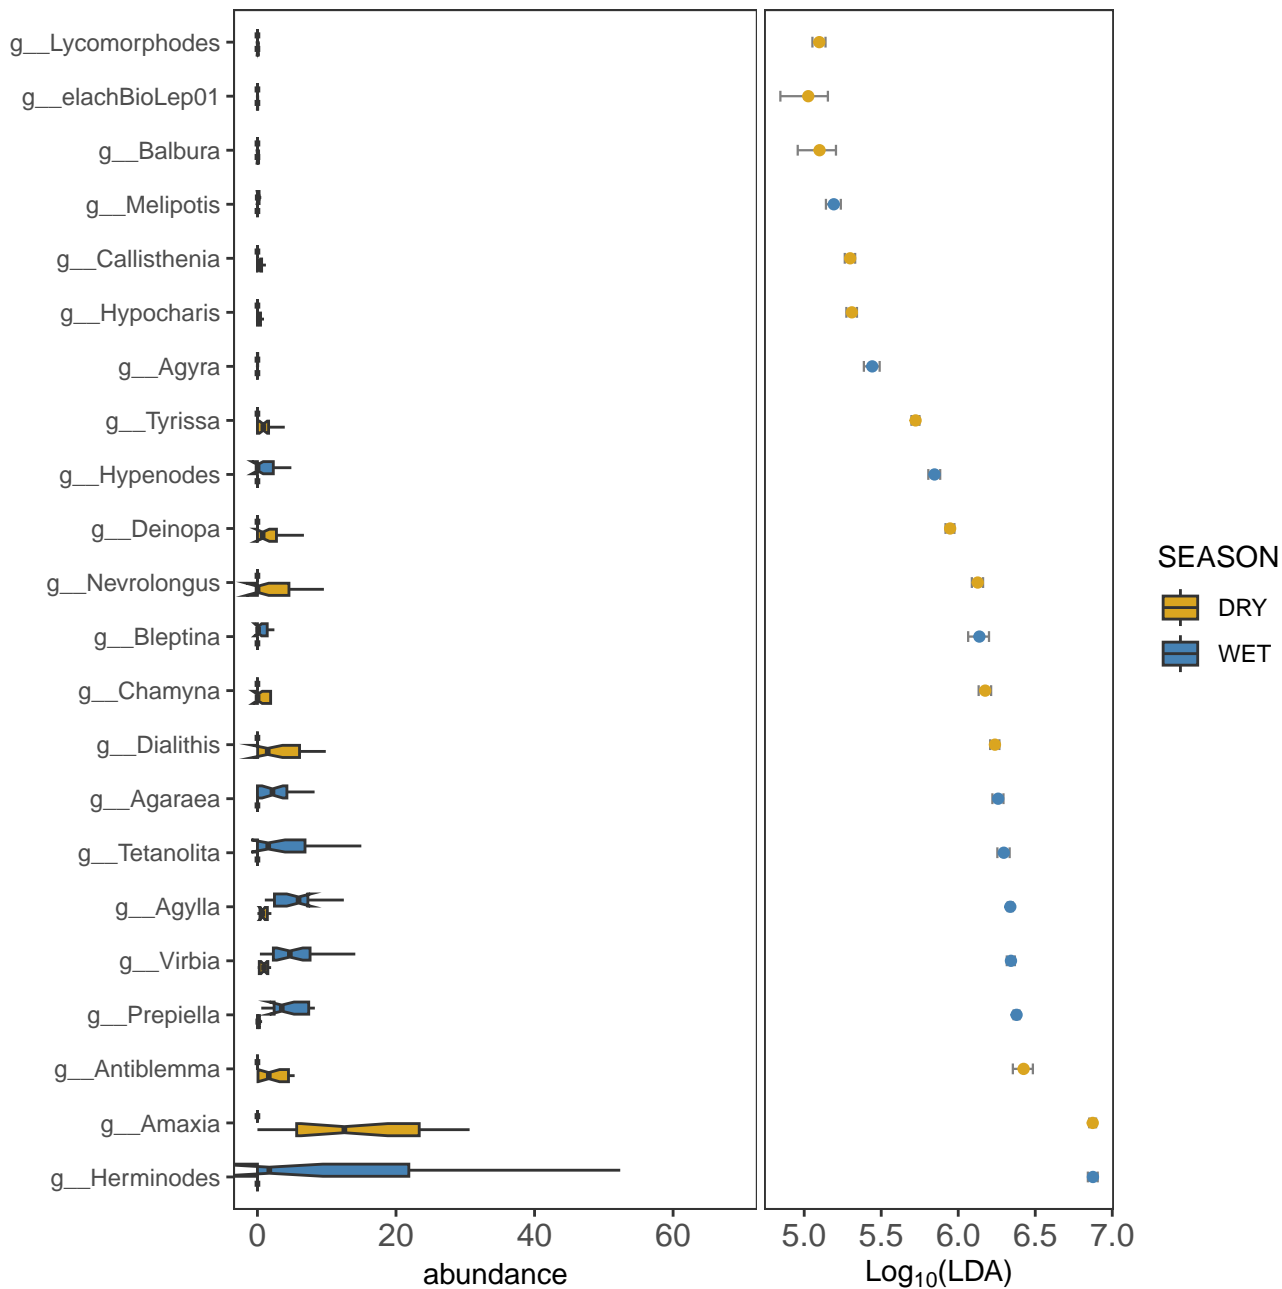 g__Lycomorphodes
g__elachBioLep01
g__Balbura
g__Melipotis
g__Callisthenia
g__Hypocharis
g__Agyra
g__Tyrissa
g__Hypenodes
g__Deinopa
g__Nevrolongus
g__Bleptina
g__Chamyna
g__Dialithis
g__Agaraea
g__Tetanolita
g__Agylla
g__Virbia
g__Prepiella
g__Antiblemma
g__Amaxia
g__Herminodes
0 20 40 60
abundance
5.0 5.5 6.0 6.5 7.0
Log10(LDA)
SEASON
DRY
WET